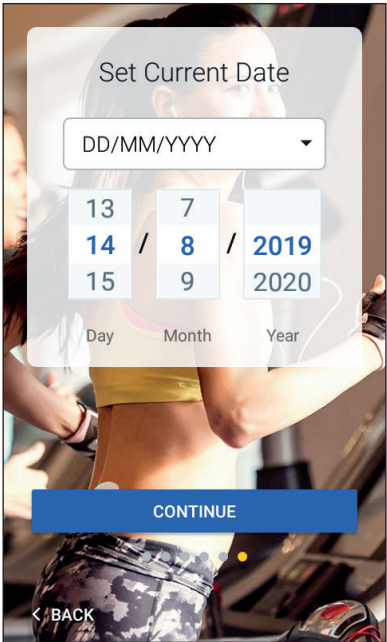 Set Current Date
DD/MM/YYYY
13 7
14 / 8 / 2019
15 9 2020
Day Month Year
CONTINUE
< BACK